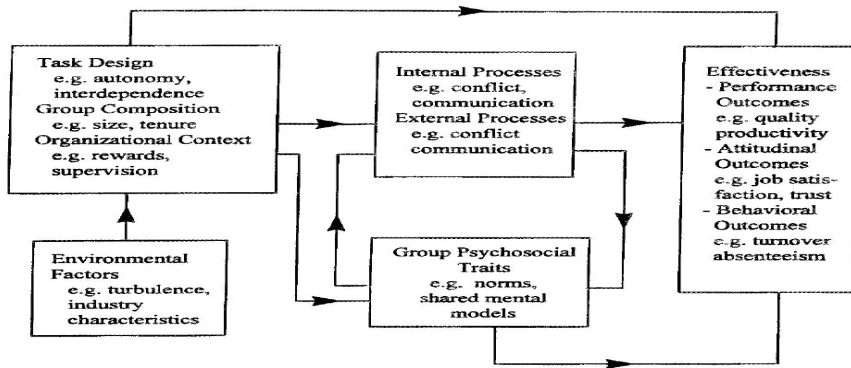 Task Design
e.g. autonomy,
interdependence
Group Composition
e.g. size, tenure
Organizational Context
e.g. rewards,
supervision
Environmental
Factors
e.g. turbulence,
industry
characteristics
Internal Processes
e.g. conflict,
communication
External Processes
e.g. conflict
communication
Group Psychosocial
Traits
e.g. norms,
shared mental
models
Effectiveness
- Performance
Outcomes
e.g. quality
productivity
- Attitudinal
Outcomes
e.g. job satis-
faction, trust
- Behavioral
Outcomes
e.g. turnover
absenteeism